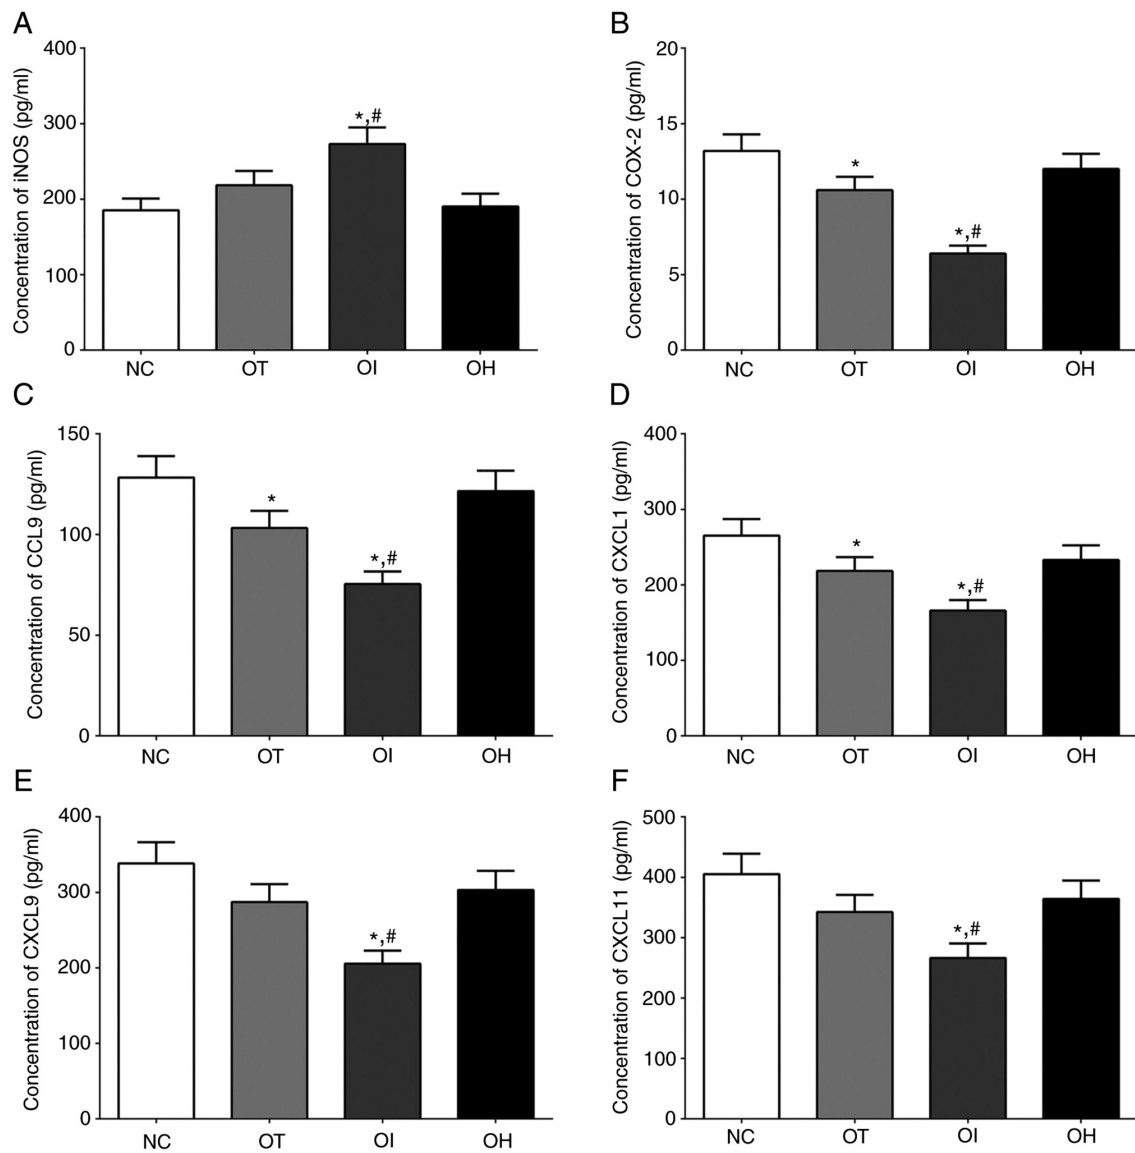 A
Concentration of iNOS (pg/ml)
400
300
200
100
0
*,#
NC OT OI OH
B
Concentration of COX-2 (pg/ml)
20
15
10
5
0
*
*,#
NC OT OI OH
C
Concentration of CCL9 (pg/ml)
150
100
50
0
*
*,#
NC OT OI OH
D
Concentration of CXCL1 (pg/ml)
400
300
200
100
0
*
*,#
NC OT OI OH
E
Concentration of CXCL9 (pg/ml)
400
300
200
100
0
*,#
NC OT OI OH
F
Concentration of CXCL11 (pg/ml)
500
400
300
200
100
0
*,#
NC OT OI OH